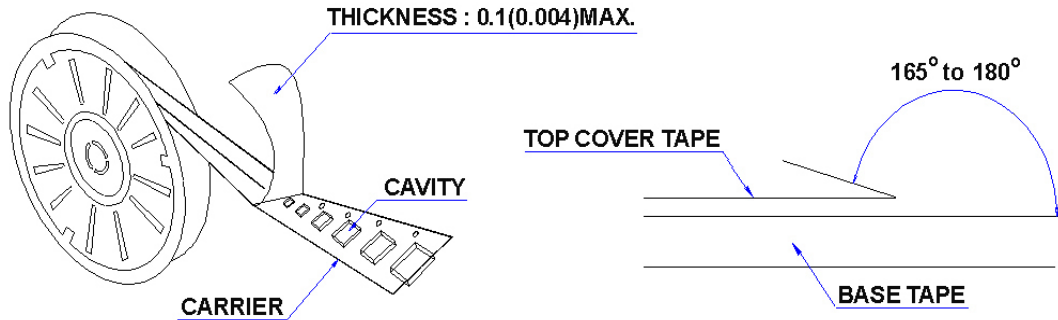 THICKNESS : 0.1(0.004)MAX.
CAVITY
CARRIER
165° to 180°
TOP COVER TAPE
BASE TAPE